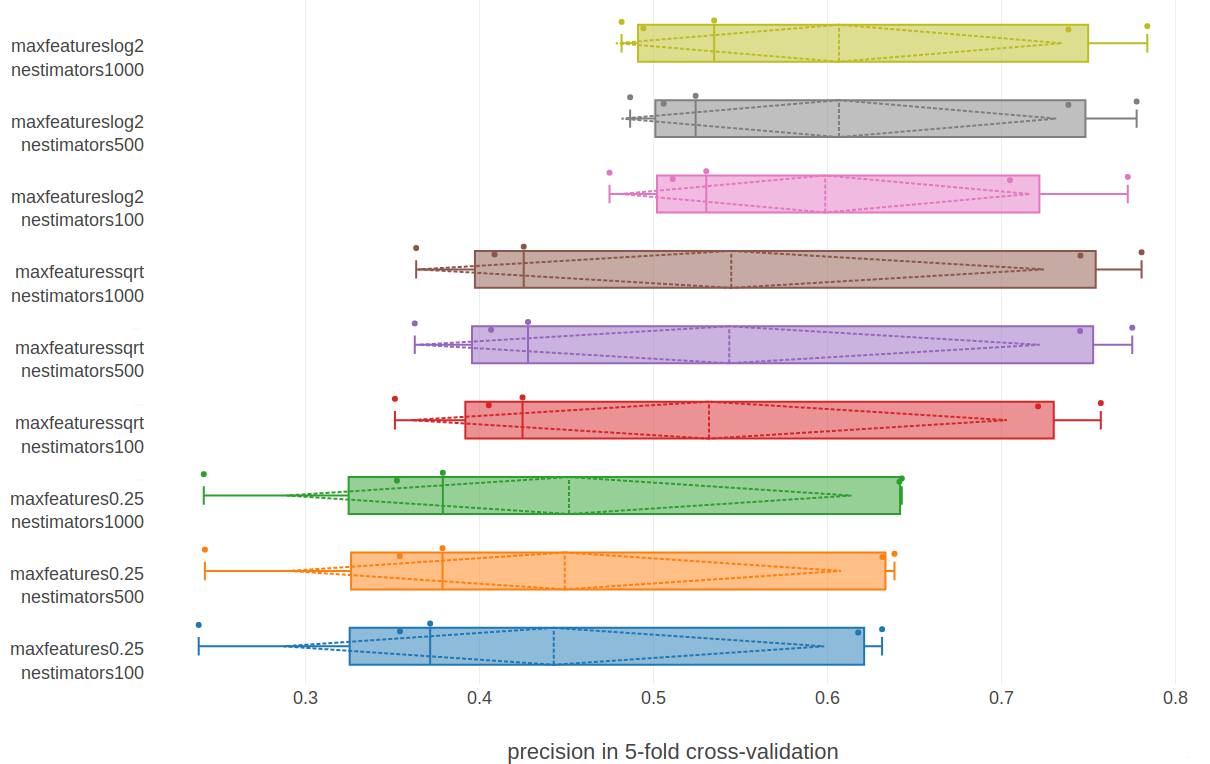 maxfeatureslog2
nestimators1000
maxfeatureslog2
nestimators500
maxfeatureslog2
nestimators100
maxfeaturessqrt
nestimators1000
maxfeaturessqrt
nestimators500
maxfeaturessqrt
nestimators100
maxfeatures0.25
nestimators1000
maxfeatures0.25
nestimators500
maxfeatures0.25
nestimators100
0.3 0.4 0.5 0.6 0.7 0.8
precision in 5-fold cross-validation